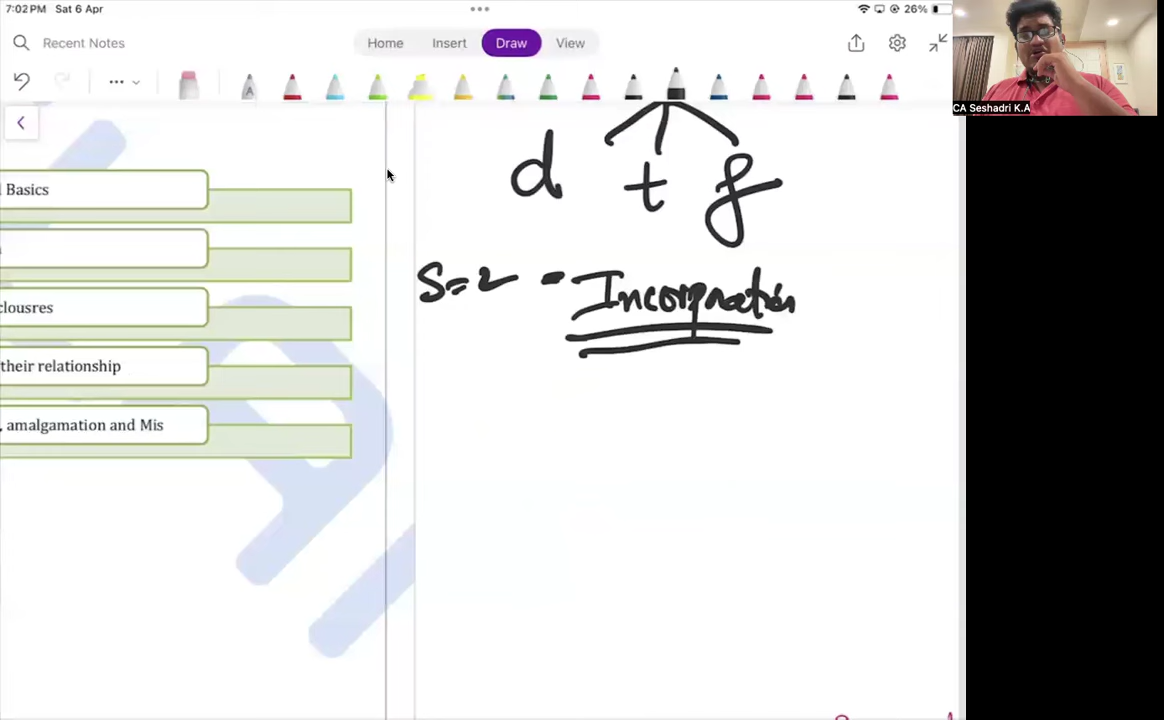 7:02 PM Sat 6 Apr
26%
Recent Notes
Home Insert Draw View
A
CA Seshadri K.A
d t f
S=2 - Incorporation
Basics
clousres
their relationship
, amalgamation and Mis